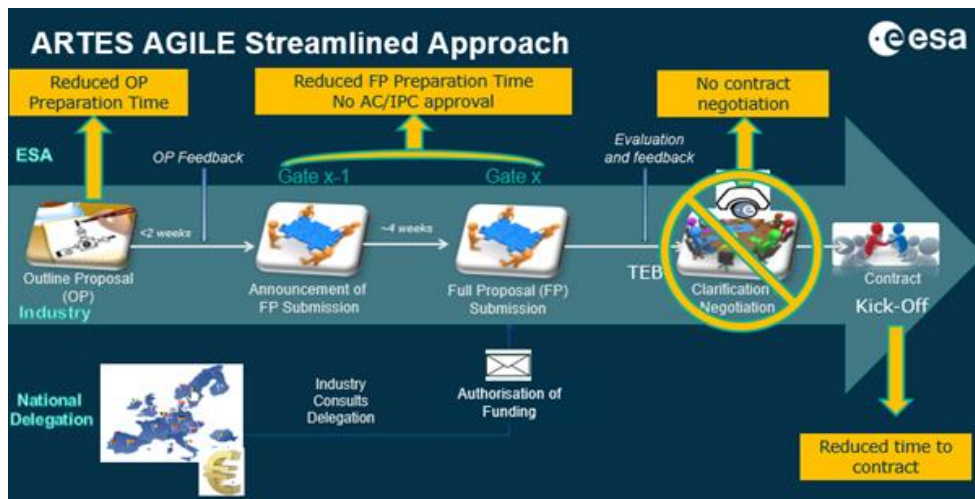 ARTES AGILE Streamlined Approach
esa
Reduced OP
Preparation Time
Reduced FP Preparation Time
No AC/IPC approval
No contract
negotiation
ESA
OP Feedback
Evaluation
and feedback
Gate x-1
Gate x
<2 weeks
~4 weeks
Outline Proposal
(OP)
Announcement of
FP Submission
Full Proposal (FP)
Submission
TEB
Clarification
Negotiation
Contract
Kick-Off
Industry
National
Delegation
Industry
Consults
Delegation
Authorisation of
Funding
€
Reduced time to
contract